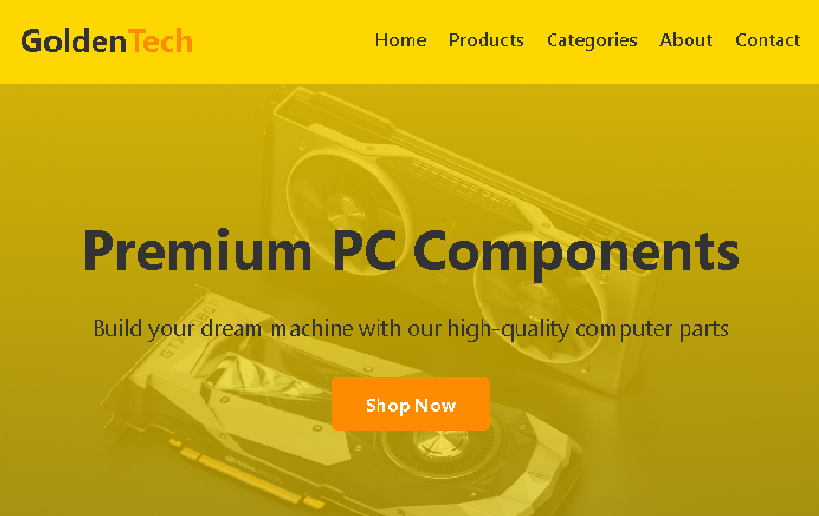 GoldenTech
Home Products Categories About Contact
Premium PC Components
Build your dream machine with our high-quality computer parts
Shop Now